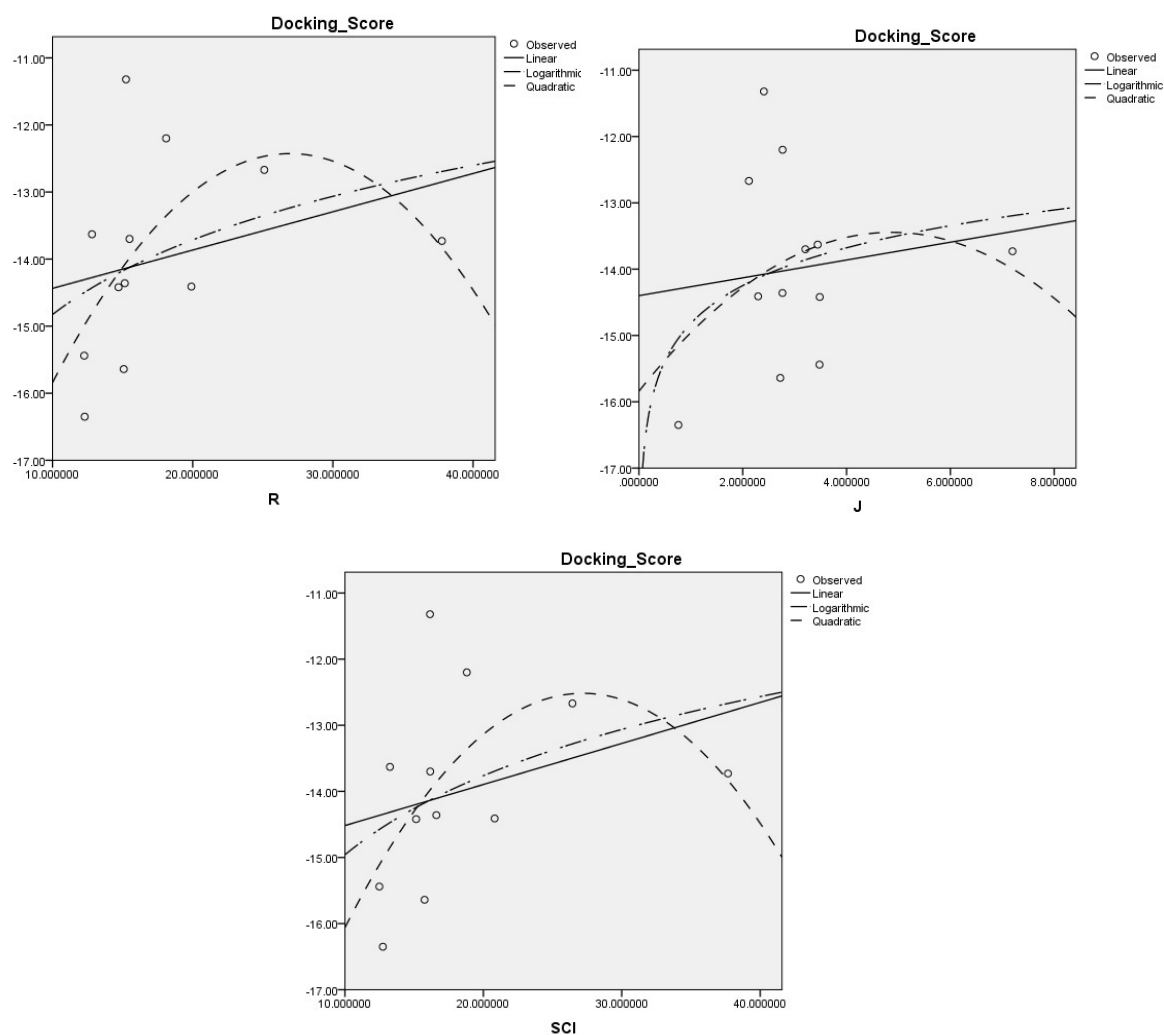 Docking_Score
-11.00
-12.00
-13.00
-14.00
-15.00
-16.00
-17.00
10.000000 20.000000 30.000000 40.000000
R
Observed
Linear
Logarithmic
Quadratic
Docking_Score
-11.00
-12.00
-13.00
-14.00
-15.00
-16.00
-17.00
.000000 2.000000 4.000000 6.000000 8.000000
J
Observed
Linear
Logarithmic
Quadratic
Docking_Score
-11.00
-12.00
-13.00
-14.00
-15.00
-16.00
-17.00
10.000000 20.000000 30.000000 40.000000
SCI
Observed
Linear
Logarithmic
Quadratic